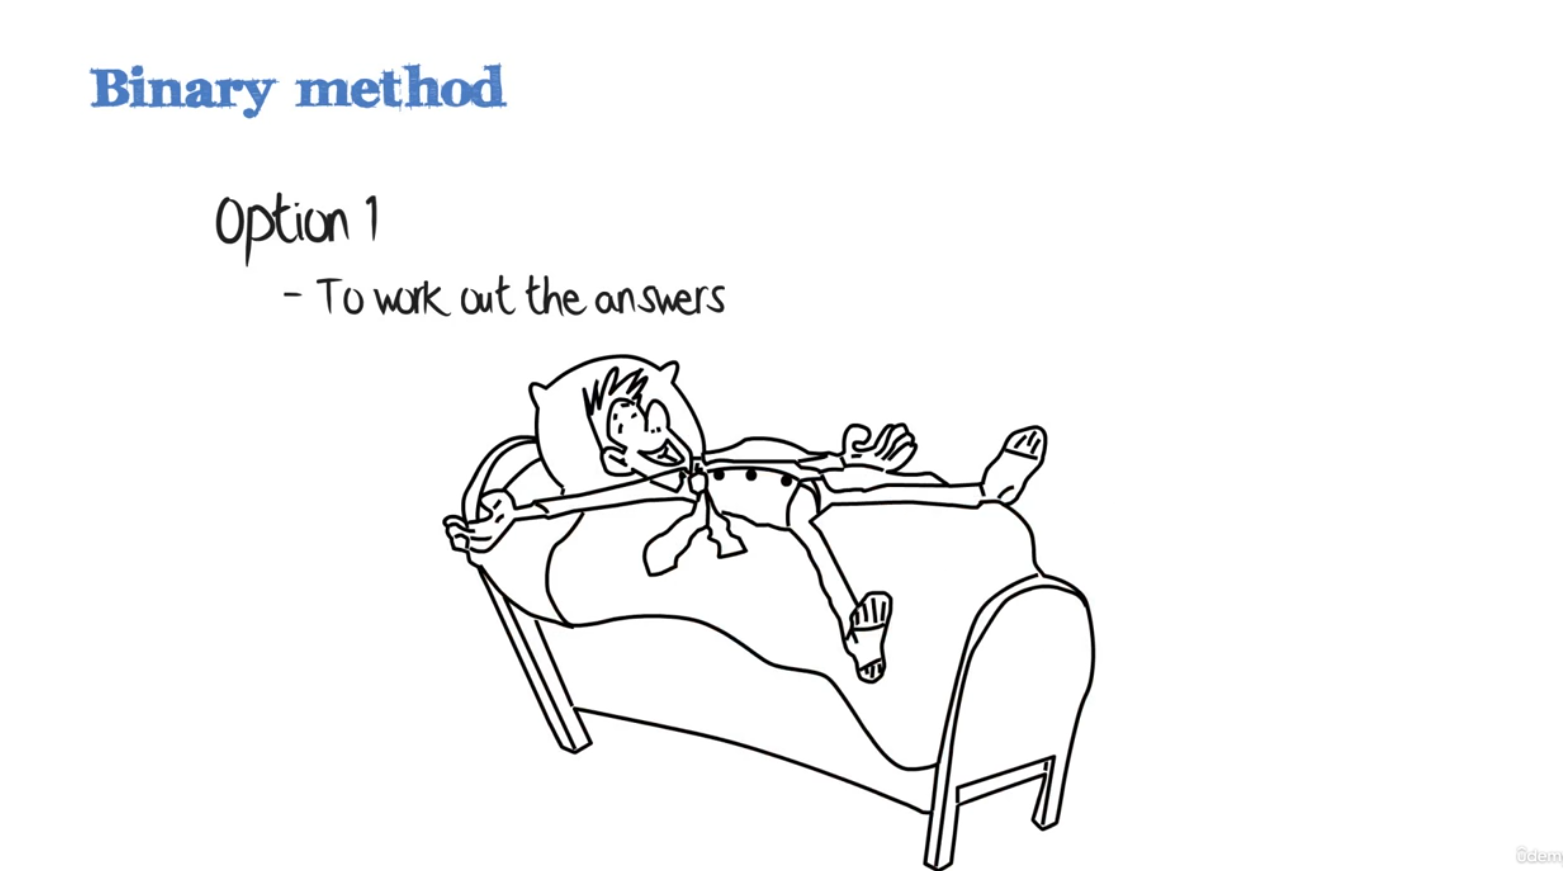 Binary method
Option 1
- To work out the answers